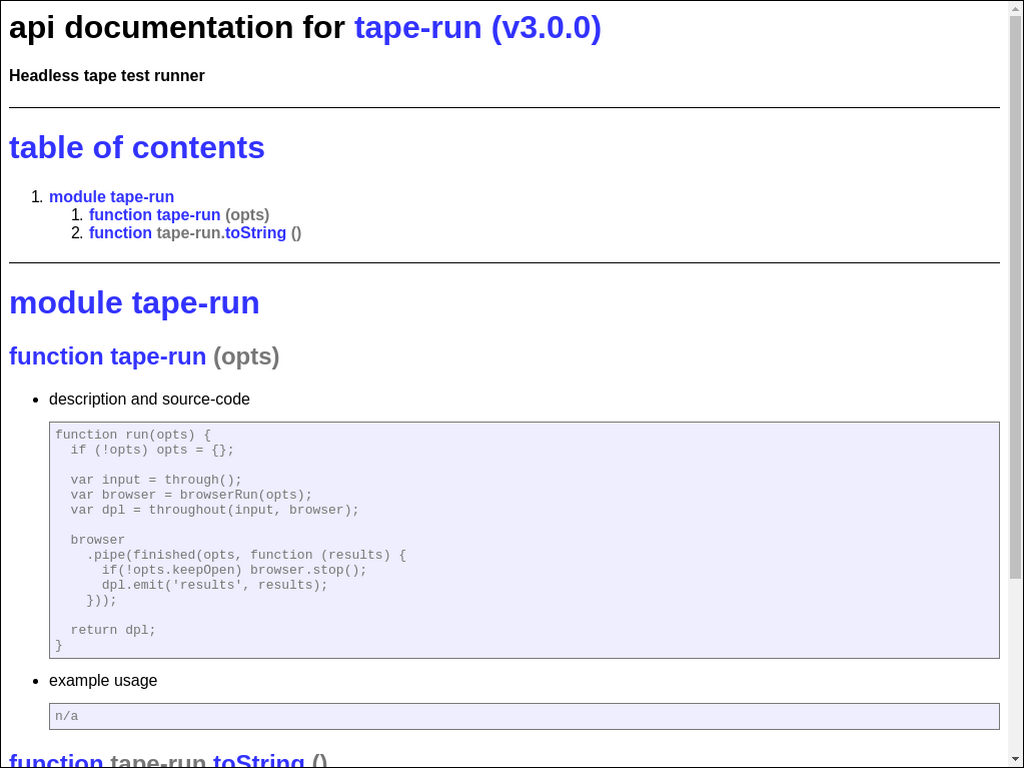 api documentation for tape-run (v3.0.0)
Headless tape test runner
table of contents
1. module tape-run
1. function tape-run (opts)
2. function tape-run.toString ()
module tape-run
function tape-run (opts)
• description and source-code
function run(opts) {
  if (!opts) opts = {};

  var input = through();
  var browser = browserRun(opts);
  var dpl = throughout(input, browser);

  browser
    .pipe(finished(opts, function (results) {
      if(!opts.keepOpen) browser.stop();
      dpl.emit('results', results);
    }));

  return dpl;
}
• example usage
n/a
function tape-run.toString ()